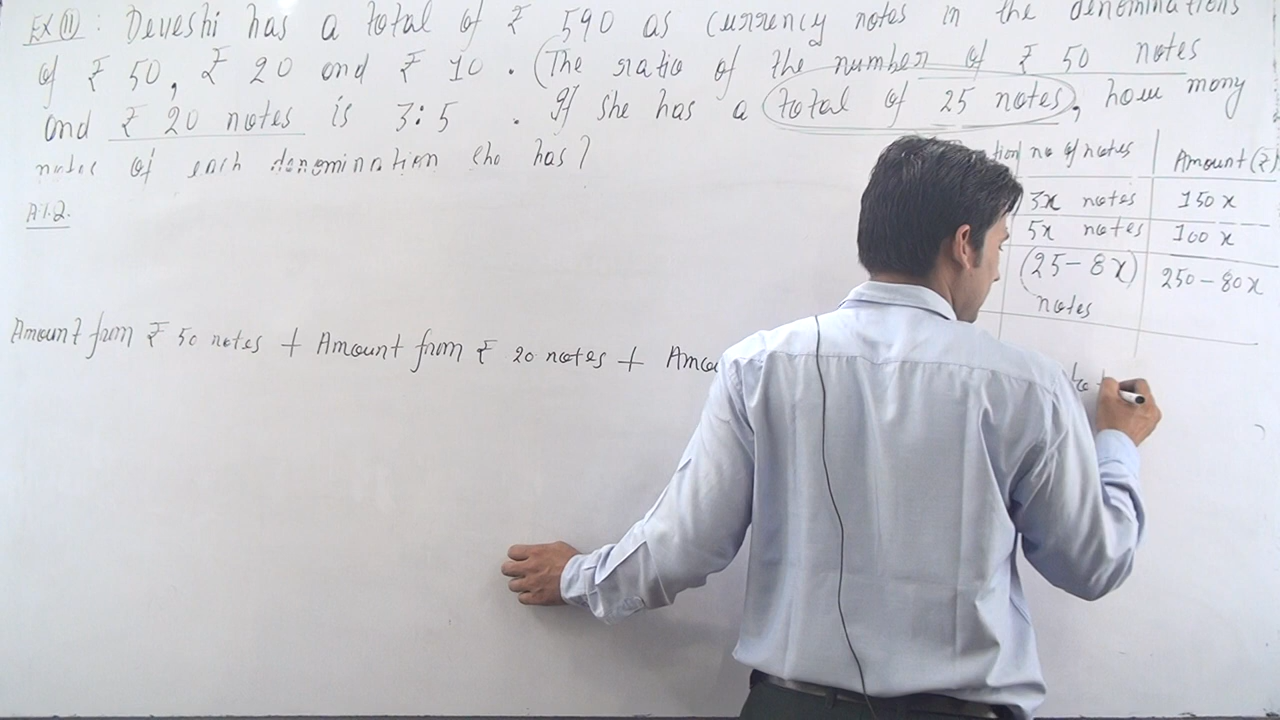 EX (11) : Deveshi has a total of ₹ 590 as currency notes in the denominations
of ₹ 50, ₹ 20 and ₹ 10. (The ratio of the number of ₹ 50 notes
and ₹ 20 notes is 3:5. If she has a (total of 25 notes), how many
notes of each denomination she has?
tion no of notes Amount (₹)
3x notes 150x
5x notes 100x
(25-8x) 250-80x
notes
A.T.Q.
Amount from ₹ 50 notes + Amount from ₹ 20 notes + Amou